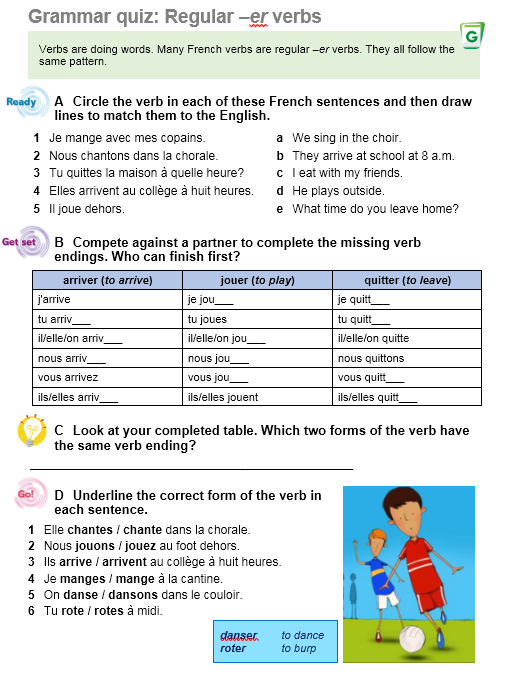 Grammar quiz: Regular –er verbs
G
Verbs are doing words. Many French verbs are regular –er verbs. They all follow the
same pattern.
Ready
A Circle the verb in each of these French sentences and then draw
lines to match them to the English.
1 Je mange avec mes copains.
2 Nous chantons dans la chorale.
3 Tu quittes la maison à quelle heure?
4 Elles arrivent au collège à huit heures.
5 Il joue dehors.
a We sing in the choir.
b They arrive at school at 8 a.m.
c I eat with my friends.
d He plays outside.
e What time do you leave home?
Get set
B Compete against a partner to complete the missing verb
endings. Who can finish first?
arriver (to arrive) jouer (to play) quitter (to leave)
j'arrive je jou___ je quitt___
tu arriv___ tu joues tu quitt___
il/elle/on arriv___ il/elle/on jou___ il/elle/on quitte
nous arriv___ nous jou___ nous quittons
vous arrivez vous jou___ vous quitt___
ils/elles arriv___ ils/elles jouent ils/elles quitt___
C Look at your completed table. Which two forms of the verb have
the same verb ending?
Go!
D Underline the correct form of the verb in
each sentence.
1 Elle chantes / chante dans la chorale.
2 Nous jouons / jouez au foot dehors.
3 Ils arrive / arrivent au collège à huit heures.
4 Je manges / mange à la cantine.
5 On danse / dansons dans le couloir.
6 Tu rote / rotes à midi.
danser to dance
roter to burp